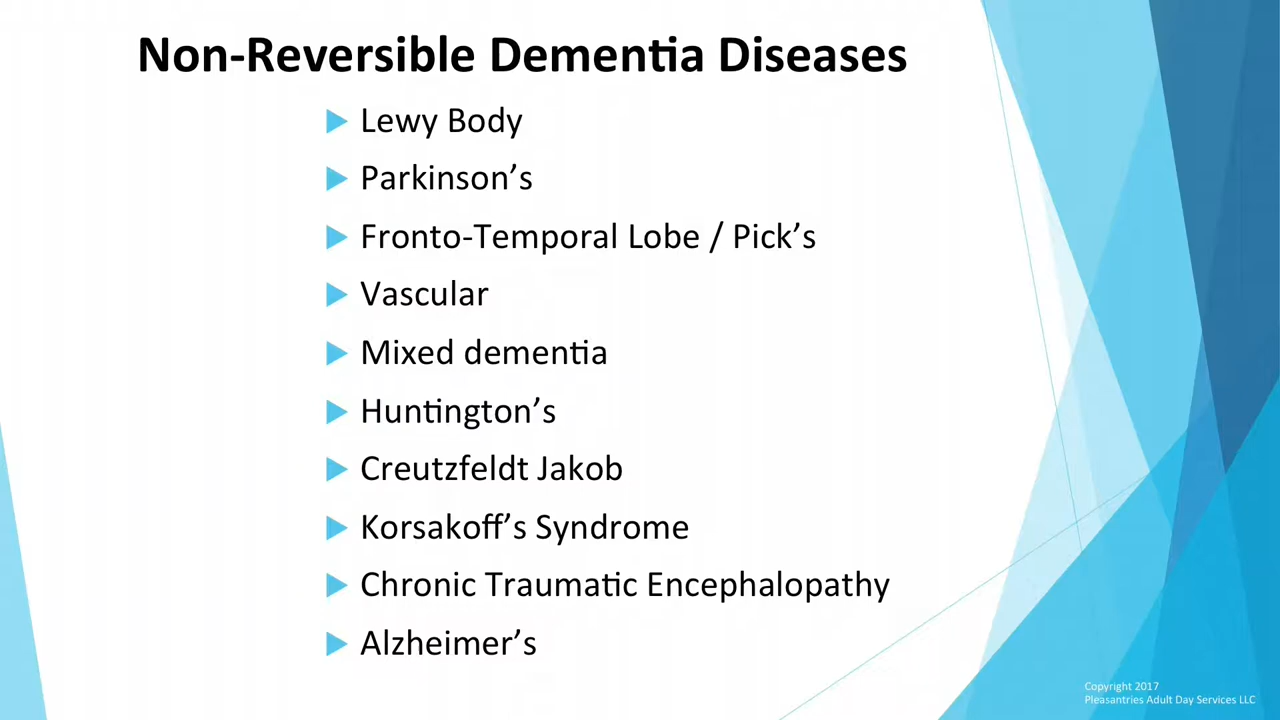 Non-Reversible Dementia Diseases
Lewy Body
Parkinson’s
Fronto-Temporal Lobe / Pick’s
Vascular
Mixed dementia
Huntington’s
Creutzfeldt Jakob
Korsakoff’s Syndrome
Chronic Traumatic Encephalopathy
Alzheimer’s
Copyright 2017
Pleasantries Adult Day Services LLC